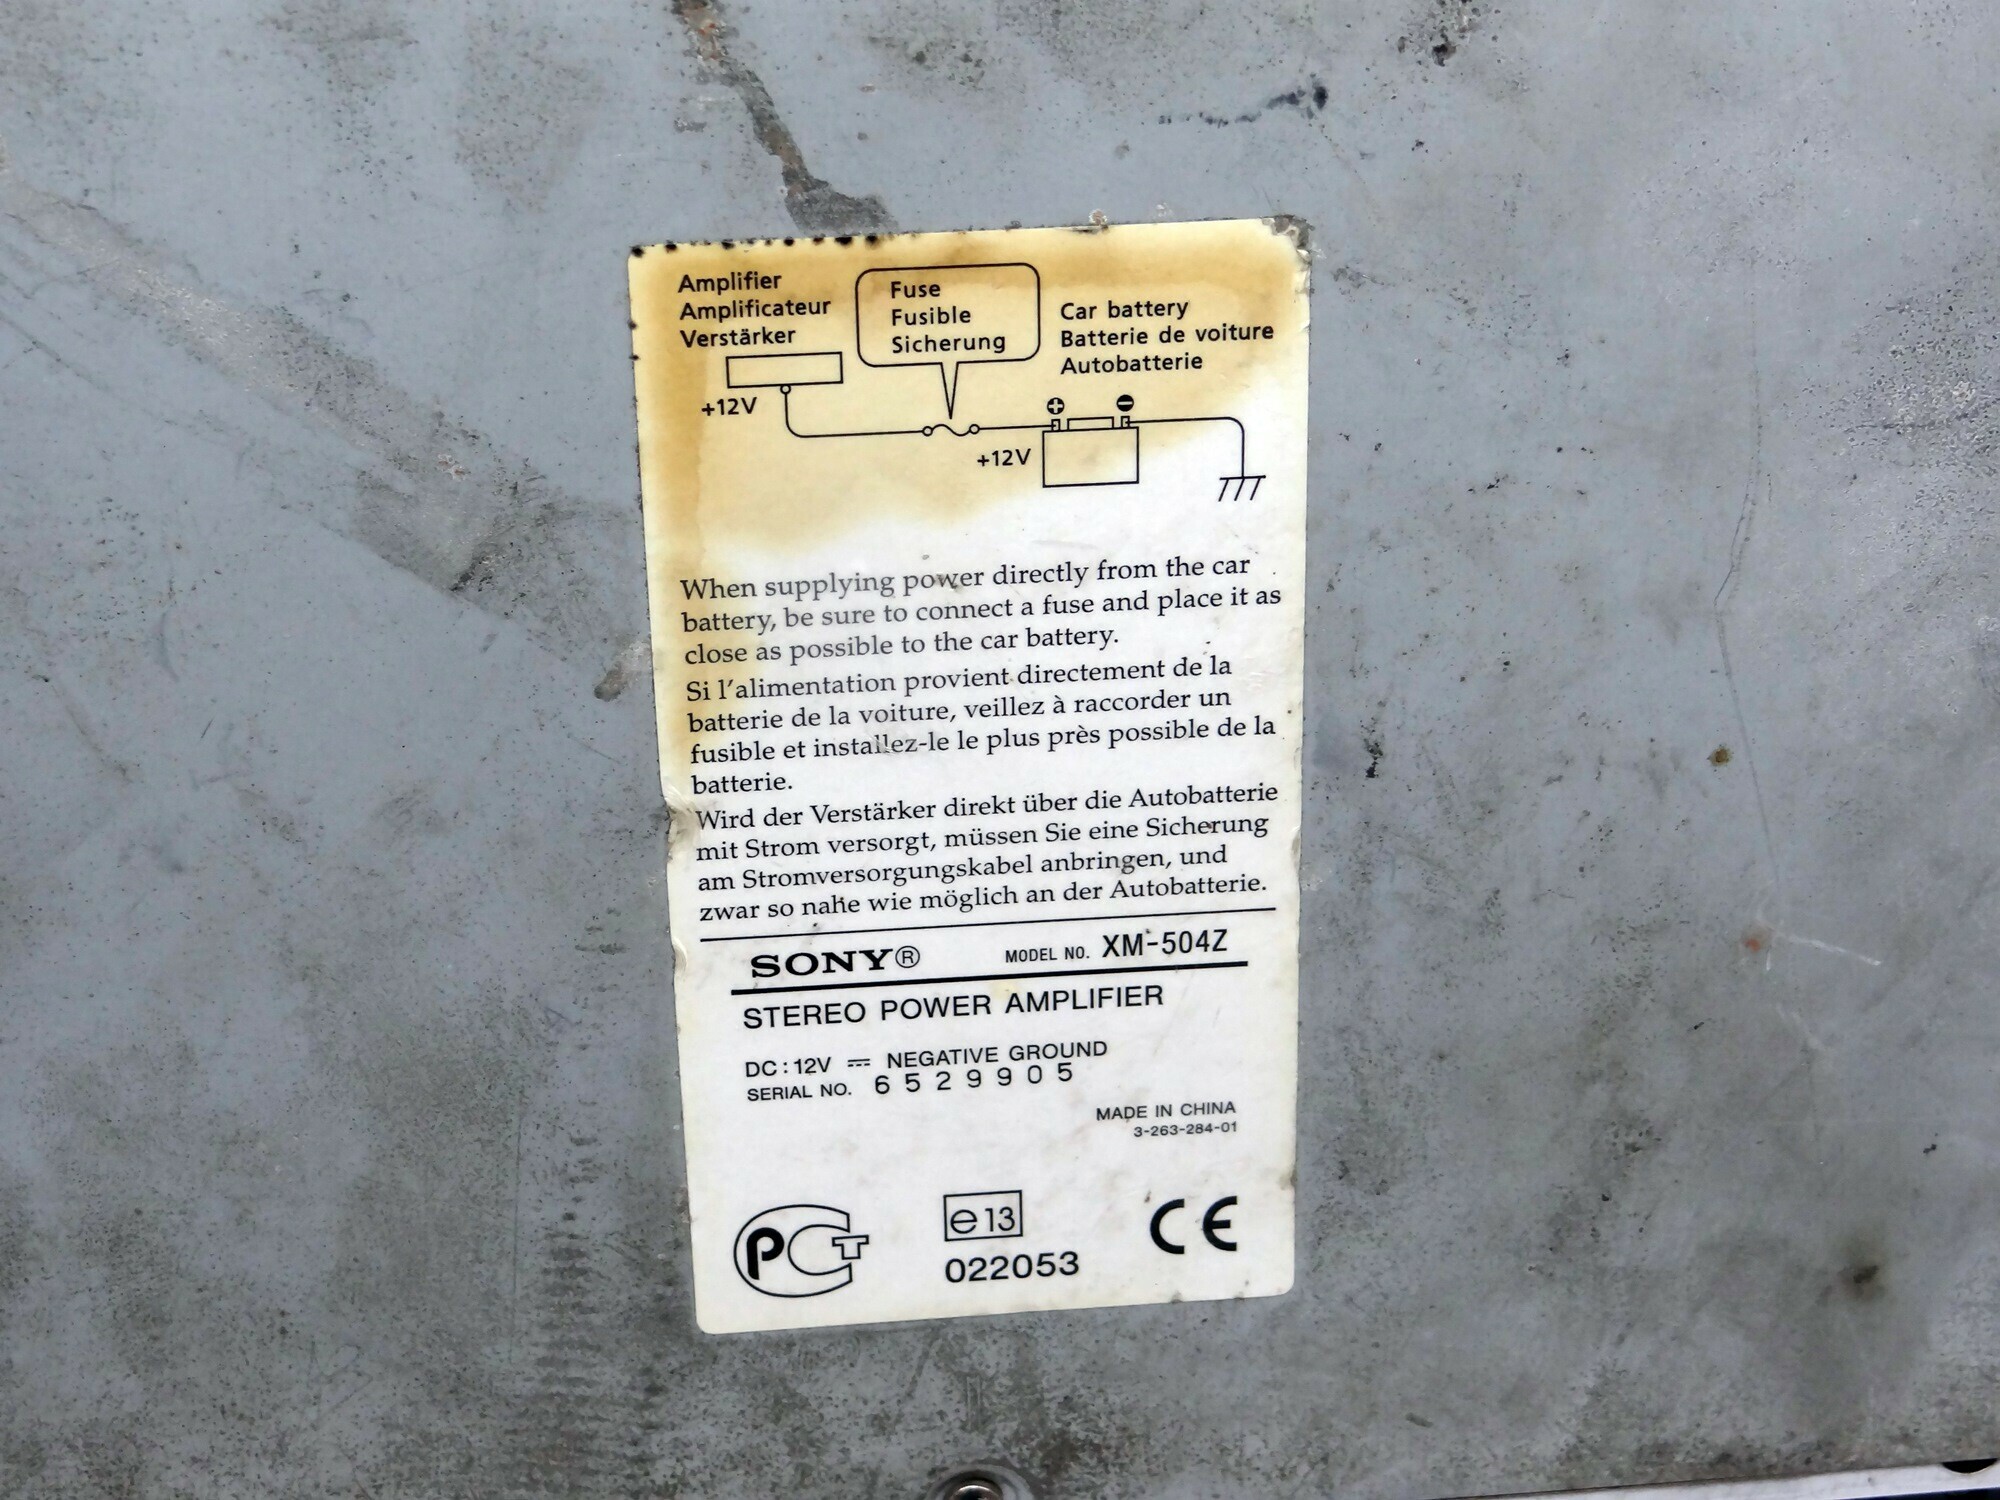 Amplifier
Amplificateur
Verstärker
Fuse
Fusible
Sicherung
Car battery
Batterie de voiture
Autobatterie
+12V
+12V
When supplying power directly from the car
battery, be sure to connect a fuse and place it as
close as possible to the car battery.
Si l'alimentation provient directement de la
batterie de la voiture, veillez à raccorder un
fusible et installez-le le plus près possible de la
batterie.
Wird der Verstärker direkt über die Autobatterie
mit Strom versorgt, müssen Sie eine Sicherung
am Stromversorgungskabel anbringen, und
zwar so nahe wie möglich an der Autobatterie.
SONY® MODEL NO. XM-504Z
STEREO POWER AMPLIFIER
DC : 12V ⎓ NEGATIVE GROUND
SERIAL NO. 6529905
MADE IN CHINA
3-263-284-01
PCT
e13
022053
CE